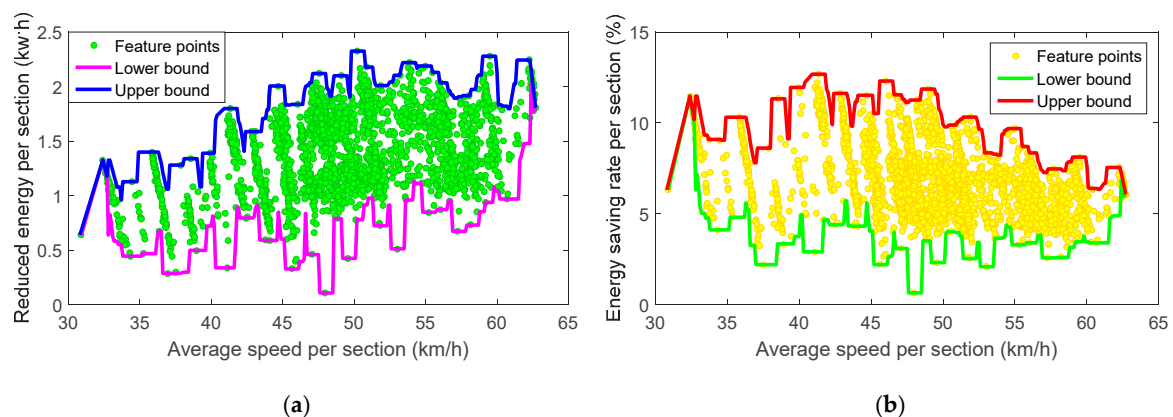 2.5
2
1.5
1
0.5
0
30 35 40 45 50 55 60 65
Reduced energy per section (kw·h)
Average speed per section (km/h)
Feature points
Lower bound
Upper bound
(a)
15
10
5
0
30 35 40 45 50 55 60 65
Energy saving rate per section (%)
Average speed per section (km/h)
Feature points
Lower bound
Upper bound
(b)